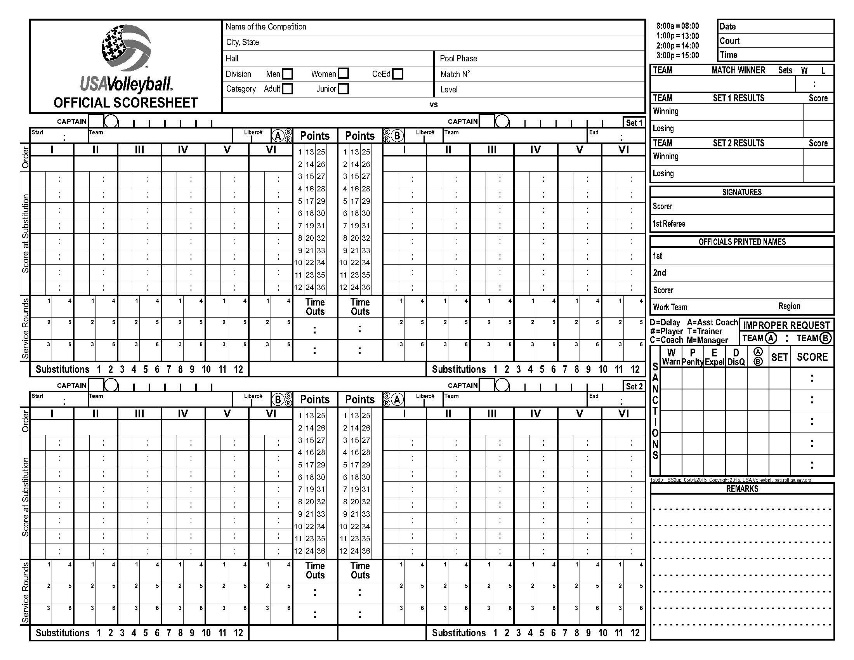 USAVolleyball.
OFFICIAL SCORESHEET
Name of the Competition
City, State
Hall
Pool Phase
Division Men Women CoEd
Match N°
Category Adult Junior
Level
vs
8:00a = 08:00
1:00p = 13:00
2:00p = 14:00
3:00p = 15:00
Date
Court
Time
TEAM MATCH WINNER Sets W L
:
TEAM SET 1 RESULTS Score
Winning
Losing
TEAM SET 2 RESULTS Score
Winning
Losing
SIGNATURES
Scorer
1st Referee
OFFICIALS PRINTED NAMES
1st
2nd
Scorer
Work Team Region
D=Delay A=Asst Coach
#=Player T=Trainer
C=Coach M=Manager
IMPROPER REQUEST
TEAM A : TEAM B
SANCTIONS
W P E D A B SET SCORE
Warn Penlty Expel DisQ
:
:
:
:
:
REMARKS
CAPTAIN CAPTAIN Set 1
Start : Team Libero# A Points Points B Libero# Team End :
I II III IV V VI II III IV V VI
Order
Score at Substitution
Service Rounds
1 13 25 1 13 25
2 14 26 2 14 26
3 15 27 3 15 27
4 16 28 4 16 28
5 17 29 5 17 29
6 18 30 6 18 30
7 19 31 7 19 31
8 20 32 8 20 32
9 21 33 9 21 33
10 22 34 10 22 34
11 23 35 11 23 35
12 24 36 12 24 36
1 4 1 4 1 4 1 4 1 4 1 4 Time Outs Time Outs 1 4 1 4 1 4 1 4 1 4 1 4
2 5 2 5 2 5 2 5 2 5 2 5 : : 2 5 2 5 2 5 2 5 2 5 2 5
3 6 3 6 3 6 3 6 3 6 3 6 : : 3 6 3 6 3 6 3 6 3 6 3 6
Substitutions 1 2 3 4 5 6 7 8 9 10 11 12 Substitutions 1 2 3 4 5 6 7 8 9 10 11 12
CAPTAIN CAPTAIN Set 2
Start : Team Libero# B Points Points A Libero# Team End :
I II III IV V VI II III IV V VI
Order
Score at Substitution
Service Rounds
1 13 25 1 13 25
2 14 26 2 14 26
3 15 27 3 15 27
4 16 28 4 16 28
5 17 29 5 17 29
6 18 30 6 18 30
7 19 31 7 19 31
8 20 32 8 20 32
9 21 33 9 21 33
10 22 34 10 22 34
11 23 35 11 23 35
12 24 36 12 24 36
1 4 1 4 1 4 1 4 1 4 1 4 Time Outs Time Outs 1 4 1 4 1 4 1 4 1 4 1 4
2 5 2 5 2 5 2 5 2 5 2 5 : : 2 5 2 5 2 5 2 5 2 5 2 5
3 6 3 6 3 6 3 6 3 6 3 6 : : 3 6 3 6 3 6 3 6 3 6 3 6
Substitutions 1 2 3 4 5 6 7 8 9 10 11 12 Substitutions 1 2 3 4 5 6 7 8 9 10 11 12